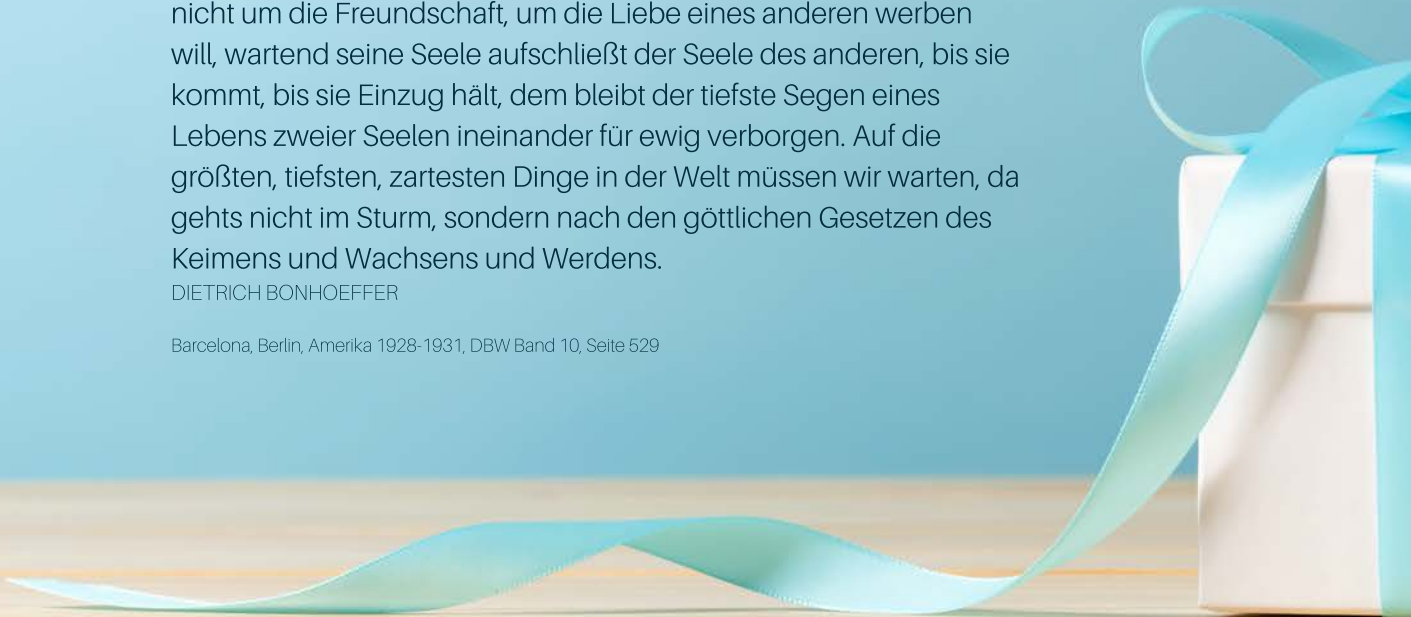 nicht um die Freundschaft, um die Liebe eines anderen werben
will, wartend seine Seele aufschließt der Seele des anderen, bis sie
kommt, bis sie Einzug hält, dem bleibt der tiefste Segen eines
Lebens zweier Seelen ineinander für ewig verborgen. Auf die
größten, tiefsten, zartesten Dinge in der Welt müssen wir warten, da
gehts nicht im Sturm, sondern nach den göttlichen Gesetzen des
Keimens und Wachsens und Werdens.
DIETRICH BONHOEFFER
Barcelona, Berlin, Amerika 1928-1931, DBW Band 10, Seite 529